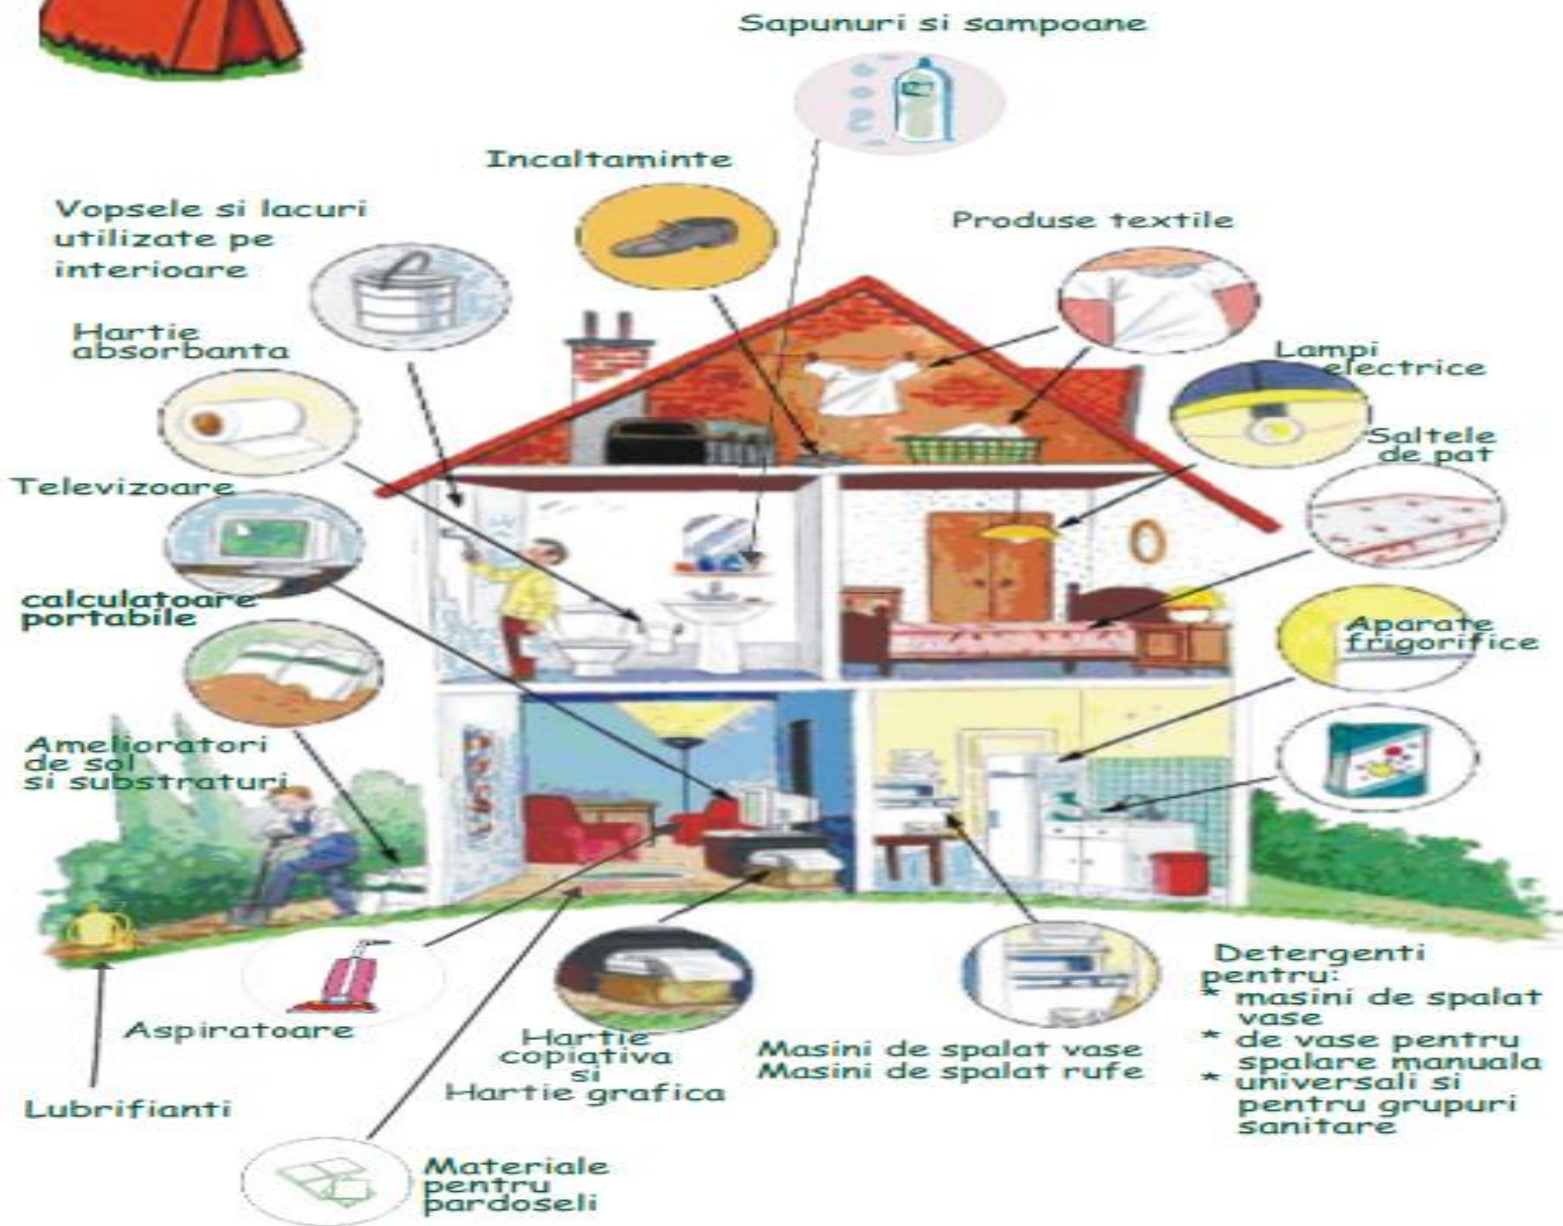 Sapunuri si sampoane
Incaltaminte
Vopsele si lacuri
utilizate pe
interioare
Produse textile
Hartie
absorbanta
Lampi
electrice
Saltele
de pat
Televizoare
calculatoare
portabile
Aparate
frigorifice
Amelioratori
de sol
si substraturi
Aspiratoare
Hartie
copiativa
si
Hartie grafica
Masini de spalat vase
Masini de spalat rufe
Detergenti
pentru:
* masini de spalat
vase
* de vase pentru
spalare manuala
* universali si
pentru grupuri
sanitare
Lubrifianti
Materiale
pentru
pardoseli